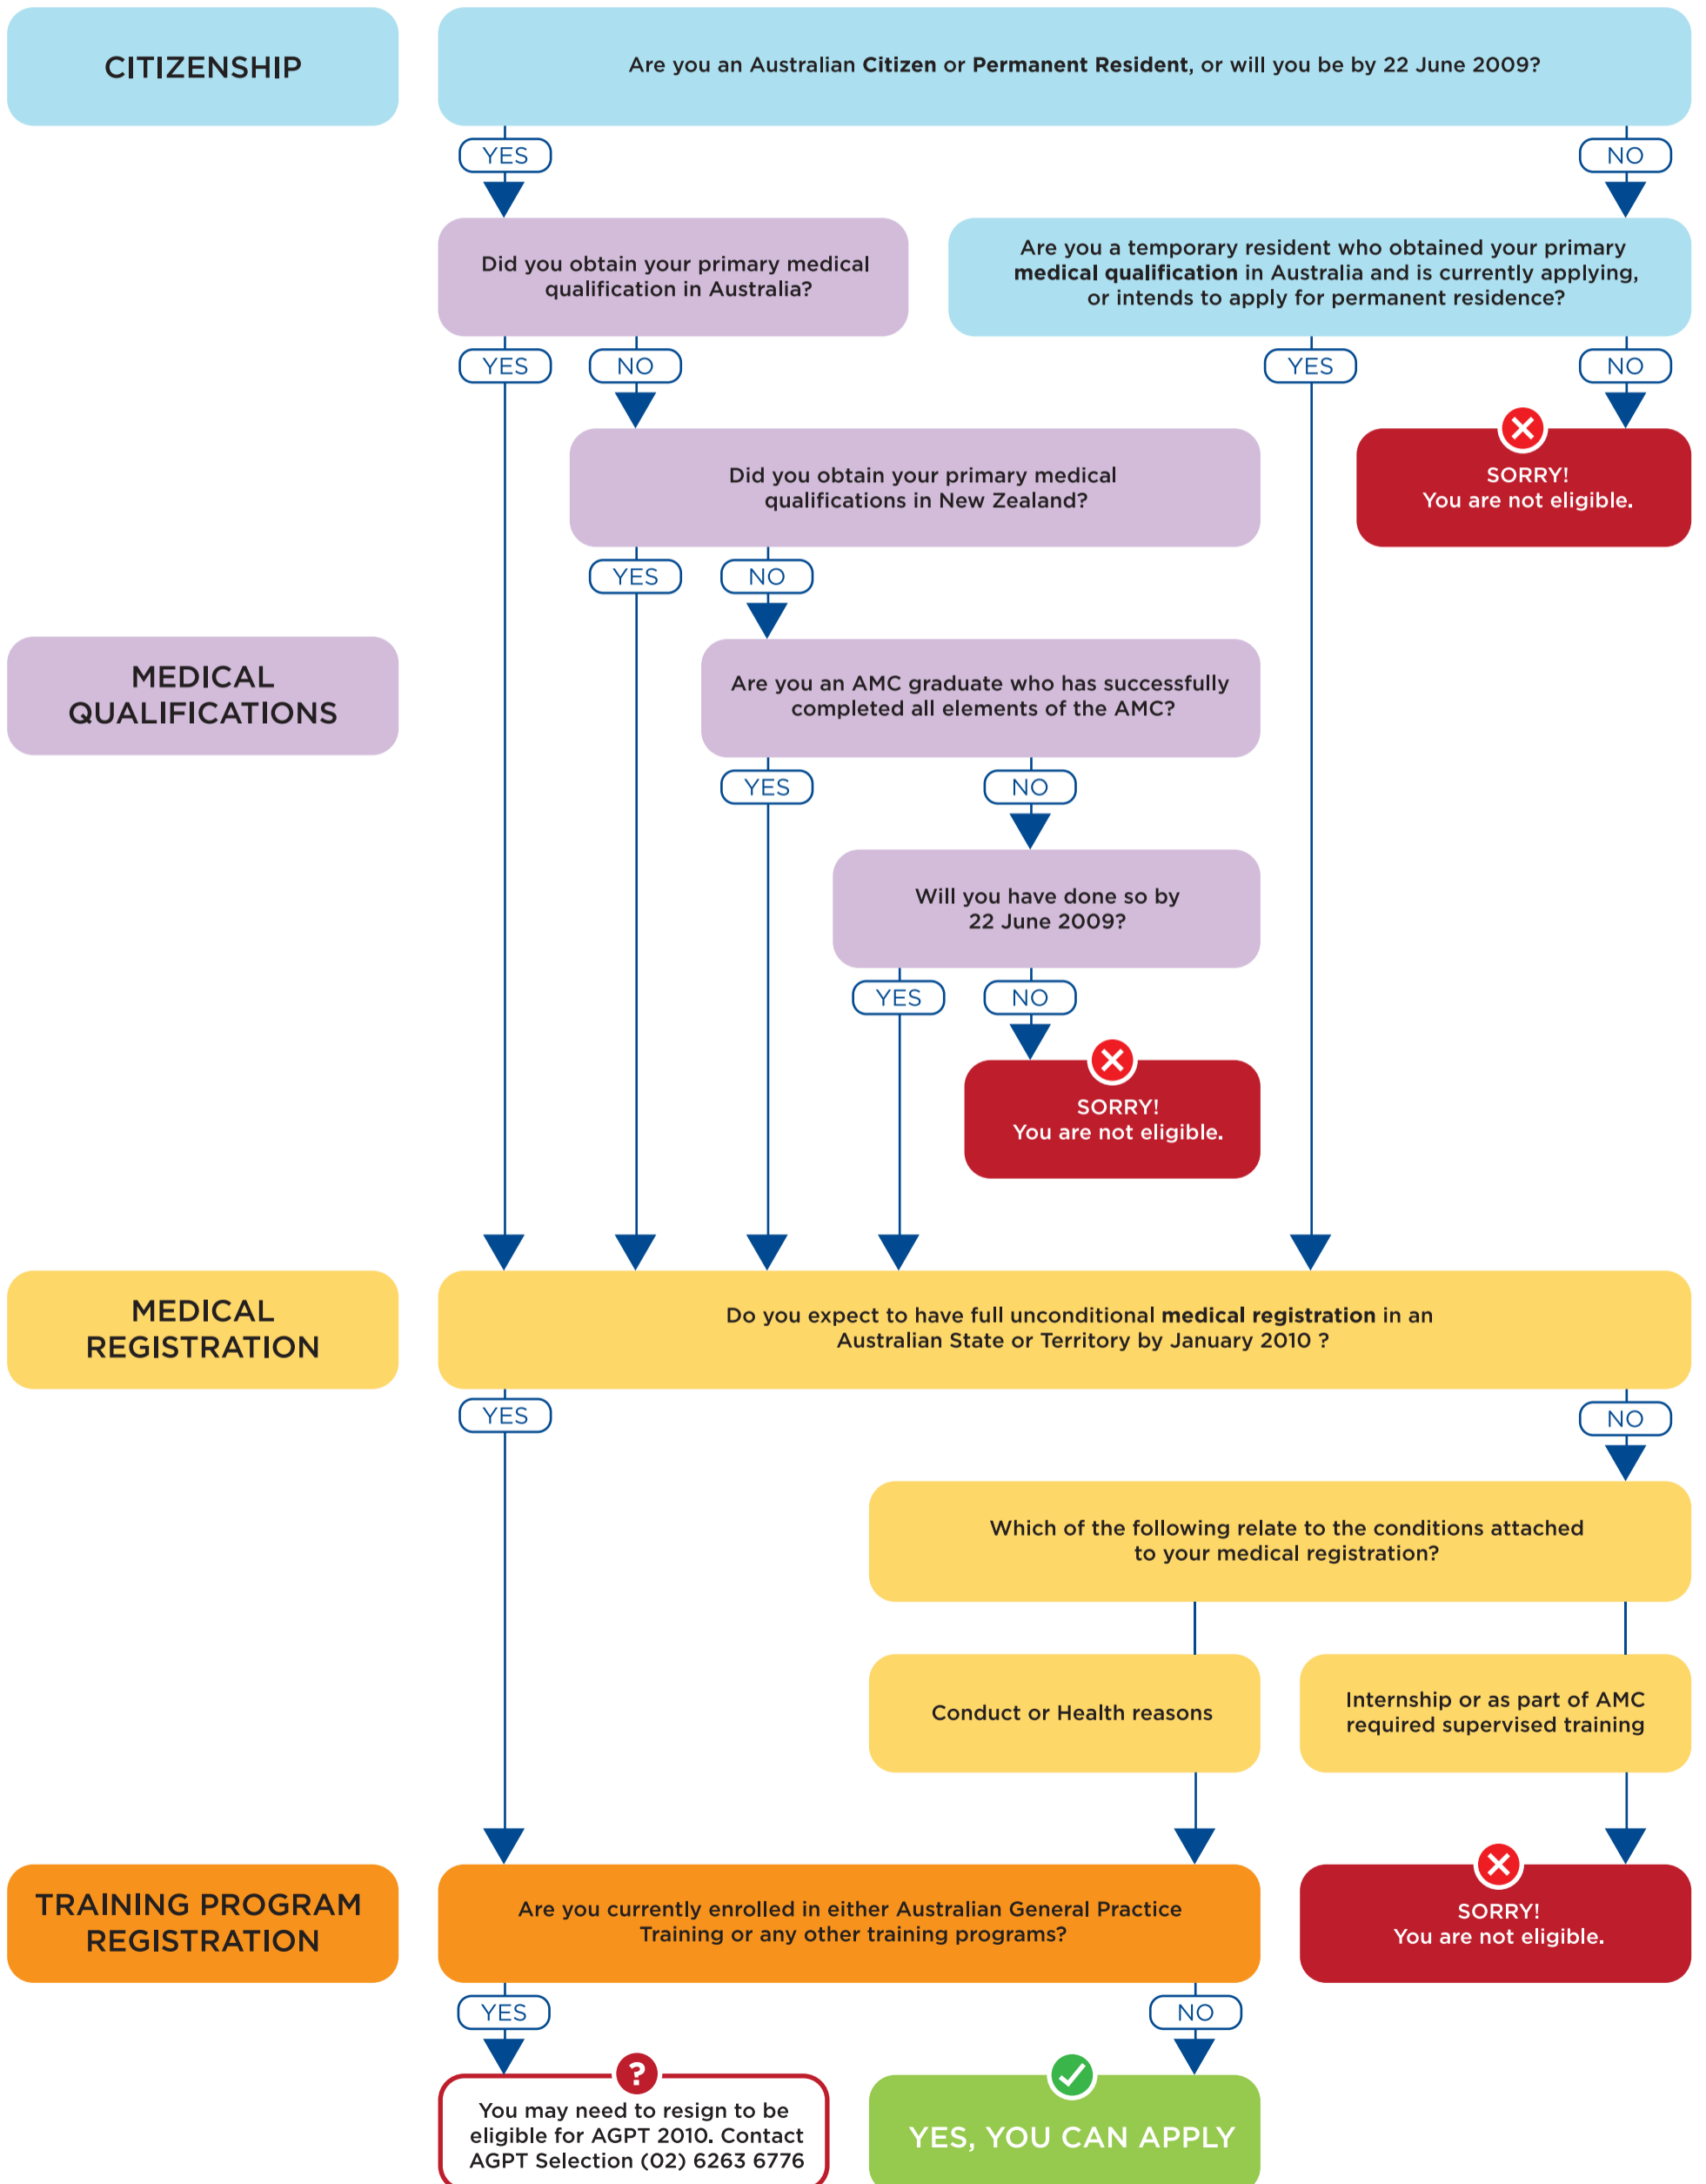 CITIZENSHIP
Are you an Australian Citizen or Permanent Resident, or will you be by 22 June 2009?
YES
NO
Did you obtain your primary medical
qualification in Australia?
Are you a temporary resident who obtained your primary
medical qualification in Australia and is currently applying,
or intends to apply for permanent residence?
YES
NO
YES
NO
Did you obtain your primary medical
qualifications in New Zealand?
SORRY!
You are not eligible.
YES
NO
MEDICAL
QUALIFICATIONS
Are you an AMC graduate who has successfully
completed all elements of the AMC?
YES
NO
Will you have done so by
22 June 2009?
YES
NO
SORRY!
You are not eligible.
MEDICAL
REGISTRATION
Do you expect to have full unconditional medical registration in an
Australian State or Territory by January 2010 ?
YES
NO
Which of the following relate to the conditions attached
to your medical registration?
Conduct or Health reasons
Internship or as part of AMC
required supervised training
TRAINING PROGRAM
REGISTRATION
Are you currently enrolled in either Australian General Practice
Training or any other training programs?
SORRY!
You are not eligible.
YES
NO
?
You may need to resign to be
eligible for AGPT 2010. Contact
AGPT Selection (02) 6263 6776
YES, YOU CAN APPLY